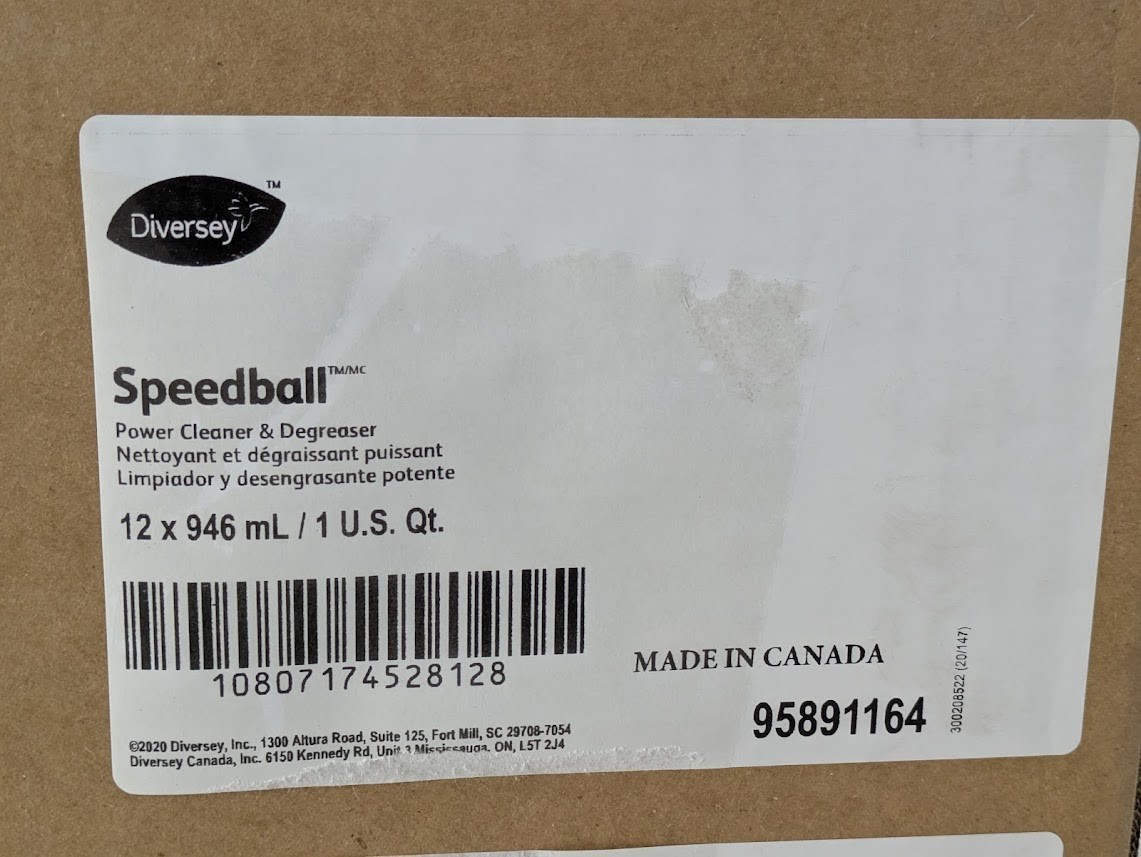 Diversey™
Speedball TM/MC
Power Cleaner & Degreaser
Nettoyant et dégraissant puissant
Limpiador y desengrasante potente
12 x 946 mL / 1 U.S. Qt.
10807174528128
MADE IN CANADA
95891164
300208522 (20/147)
©2020 Diversey, Inc., 1300 Altura Road, Suite 125, Fort Mill, SC 29708-7054
Diversey Canada, Inc. 6150 Kennedy Rd, Unit 3 Mississauga, ON, L5T 2J4